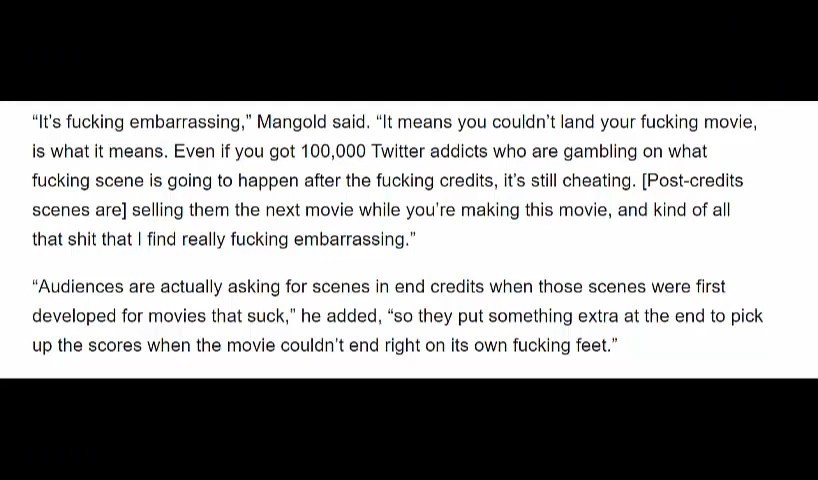 “It’s fucking embarrassing,” Mangold said. “It means you couldn’t land your fucking movie,
is what it means. Even if you got 100,000 Twitter addicts who are gambling on what
fucking scene is going to happen after the fucking credits, it’s still cheating. [Post-credits
scenes are] selling them the next movie while you’re making this movie, and kind of all
that shit that I find really fucking embarrassing.”
“Audiences are actually asking for scenes in end credits when those scenes were first
developed for movies that suck,” he added, “so they put something extra at the end to pick
up the scores when the movie couldn’t end right on its own fucking feet.”